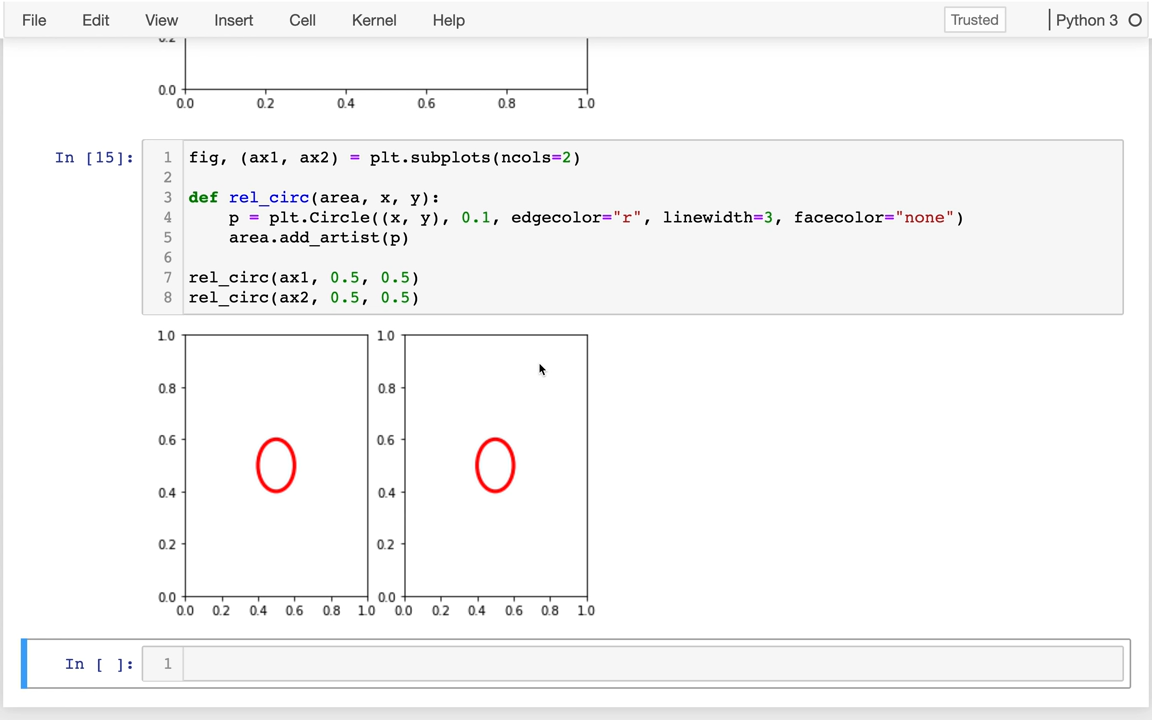 File Edit View Insert Cell Kernel Help Trusted Python 3
0.2
0.0
0.0 0.2 0.4 0.6 0.8 1.0
In [15]:
1 fig, (ax1, ax2) = plt.subplots(ncols=2)
2
3 def rel_circ(area, x, y):
4     p = plt.Circle((x, y), 0.1, edgecolor="r", linewidth=3, facecolor="none")
5     area.add_artist(p)
6
7 rel_circ(ax1, 0.5, 0.5)
8 rel_circ(ax2, 0.5, 0.5)
1.0 1.0
0.8 0.8
0.6 0.6
0.4 0.4
0.2 0.2
0.0 0.0
0.0 0.2 0.4 0.6 0.8 1.0 0.0 0.2 0.4 0.6 0.8 1.0
In [ ]: 1